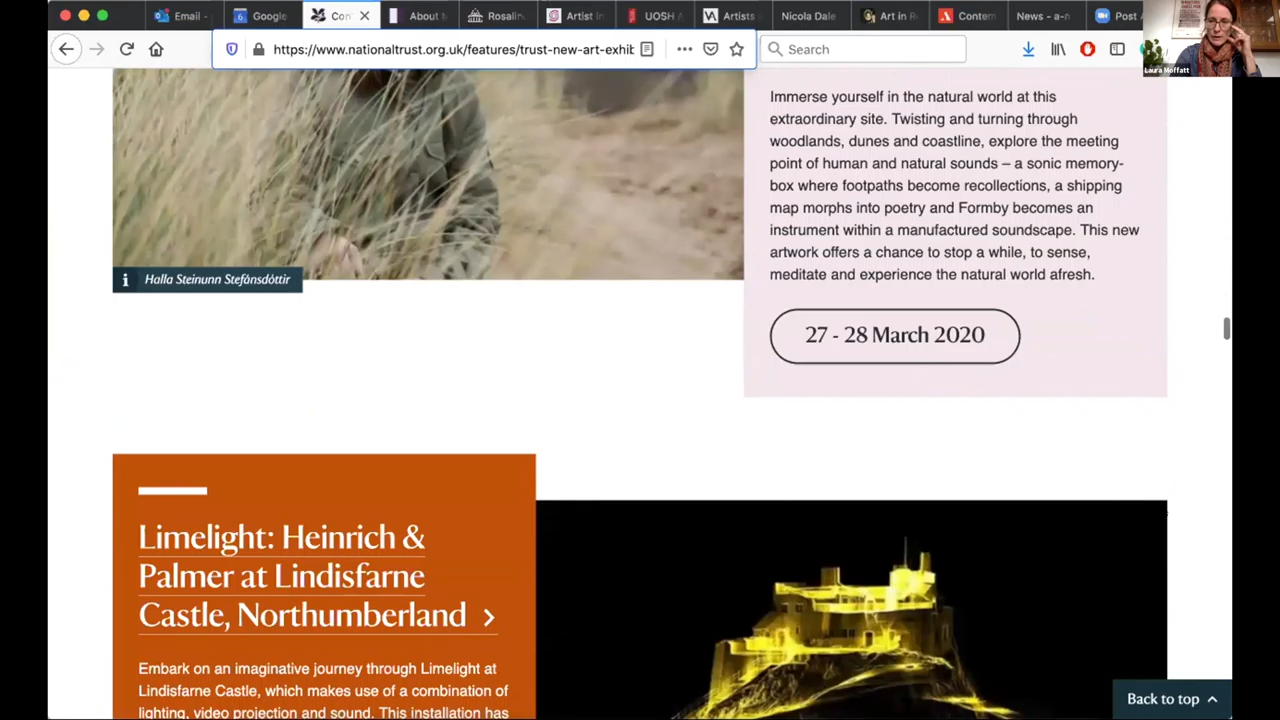 Email -
Google
Con
About
Rosalin
Artist in
UOSH
Artists
Nicola Dale
Art in R
Contem
News - a-n
Post
https://www.nationaltrust.org.uk/features/trust-new-art-exhib
Search
Laura Moffatt
Immerse yourself in the natural world at this
extraordinary site. Twisting and turning through
woodlands, dunes and coastline, explore the meeting
point of human and natural sounds – a sonic memory-
box where footpaths become recollections, a shipping
map morphs into poetry and Formby becomes an
instrument within a manufactured soundscape. This new
artwork offers a chance to stop a while, to sense,
meditate and experience the natural world afresh.
Halla Steinunn Stefánsdóttir
27 - 28 March 2020
Limelight: Heinrich &
Palmer at Lindisfarne
Castle, Northumberland
Embark on an imaginative journey through Limelight at
Lindisfarne Castle, which makes use of a combination of
lighting, video projection and sound. This installation has
Back to top